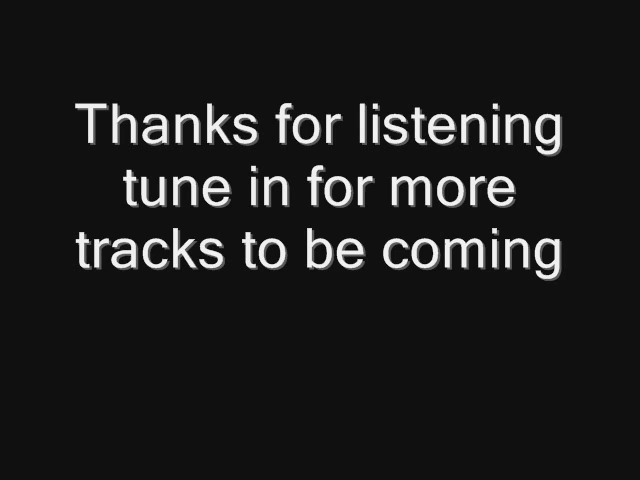 Thanks for listening
tune in for more
tracks to be coming